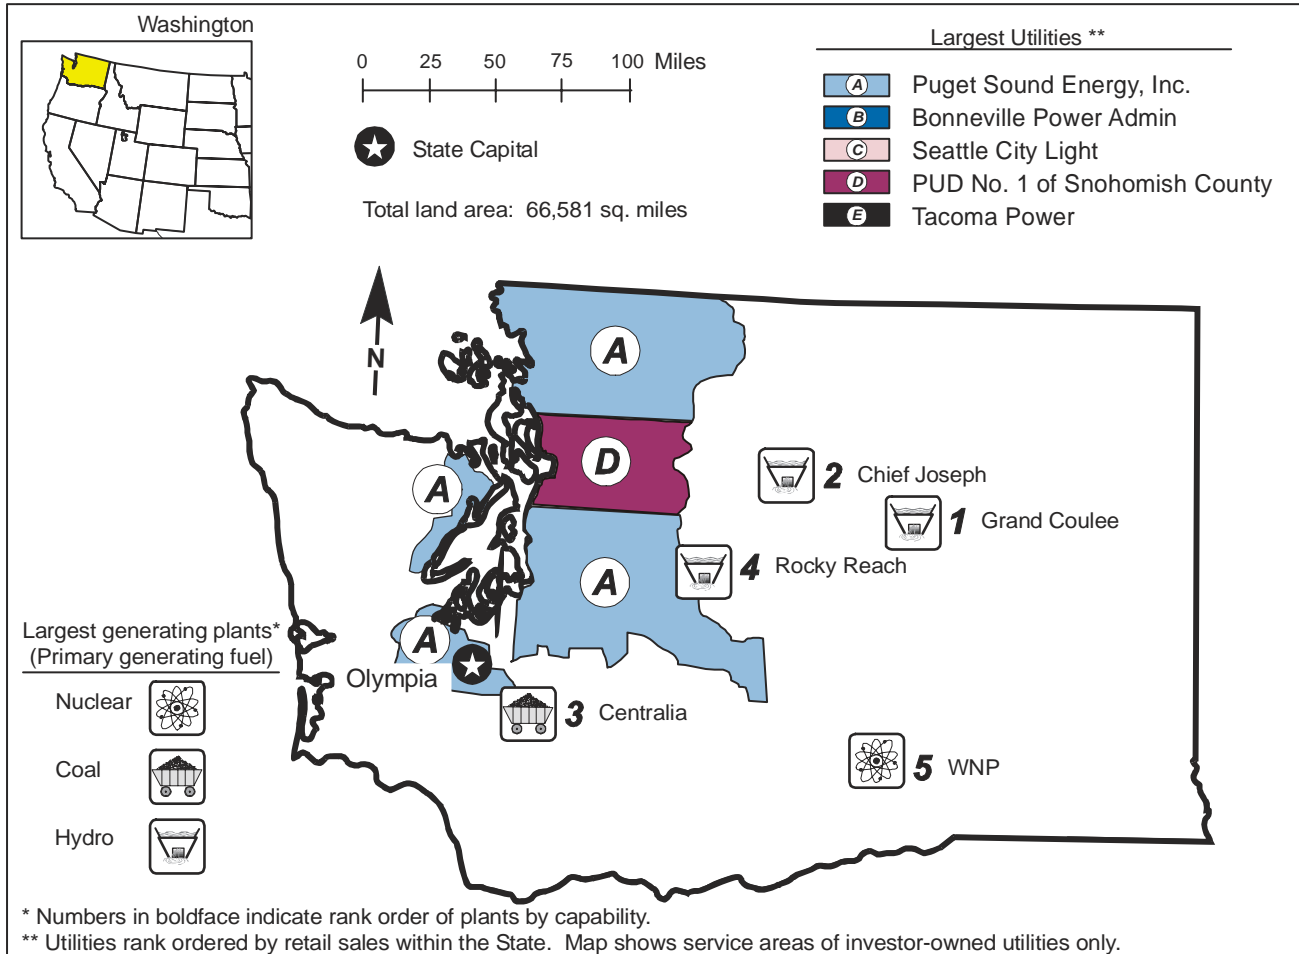 Washington
0 25 50 75 100 Miles
State Capital
Total land area: 66,581 sq. miles
Largest Utilities **
A Puget Sound Energy, Inc.
B Bonneville Power Admin
C Seattle City Light
D PUD No. 1 of Snohomish County
E Tacoma Power
N
A
A
D
2 Chief Joseph
1 Grand Coulee
A
4 Rocky Reach
A
Olympia
3 Centralia
5 WNP
Largest generating plants*
(Primary generating fuel)
Nuclear
Coal
Hydro
* Numbers in boldface indicate rank order of plants by capability.
** Utilities rank ordered by retail sales within the State. Map shows service areas of investor-owned utilities only.